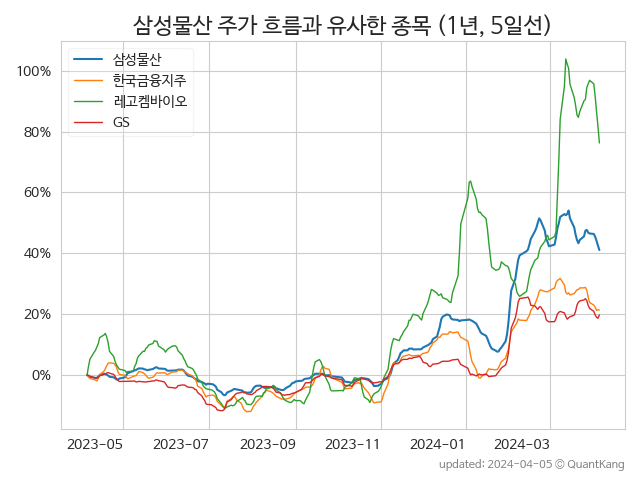 삼성물산 주가 흐름과 유사한 종목 (1년, 5일선)
삼성물산
한국금융지주
레고켐바이오
GS
100%
80%
60%
40%
20%
0%
2023-05 2023-07 2023-09 2023-11 2024-01 2024-03
updated: 2024-04-05 © QuantKang